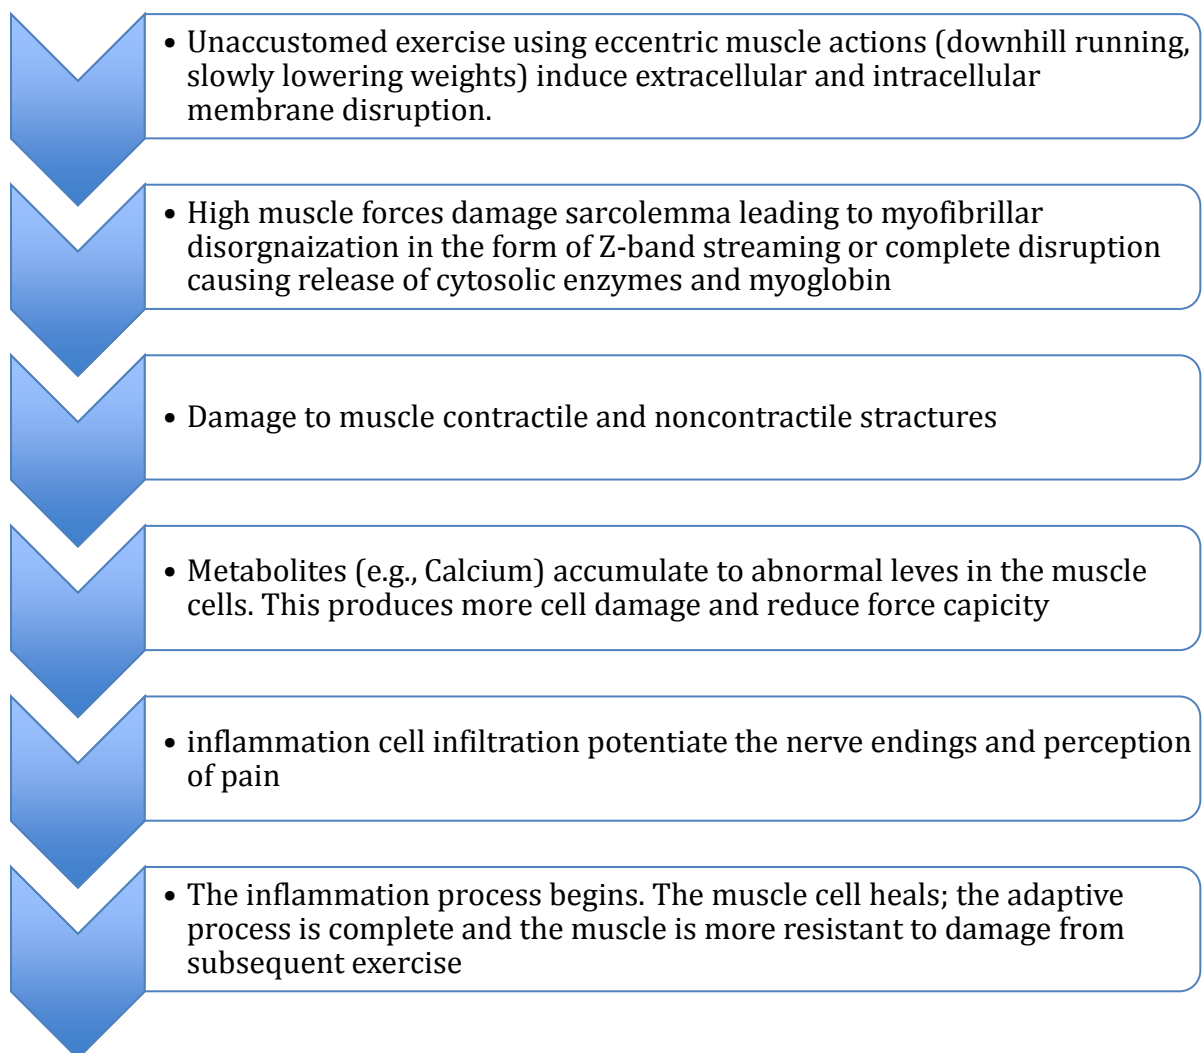 • Unaccustomed exercise using eccentric muscle actions (downhill running,
slowly lowering weights) induce extracellular and intracellular
membrane disruption.
• High muscle forces damage sarcolemma leading to myofibrillar
disorgnaization in the form of Z-band streaming or complete disruption
causing release of cytosolic enzymes and myoglobin
• Damage to muscle contractile and noncontractile stractures
• Metabolites (e.g., Calcium) accumulate to abnormal leves in the muscle
cells. This produces more cell damage and reduce force capicity
• inflammation cell infiltration potentiate the nerve endings and perception
of pain
• The inflammation process begins. The muscle cell heals; the adaptive
process is complete and the muscle is more resistant to damage from
subsequent exercise